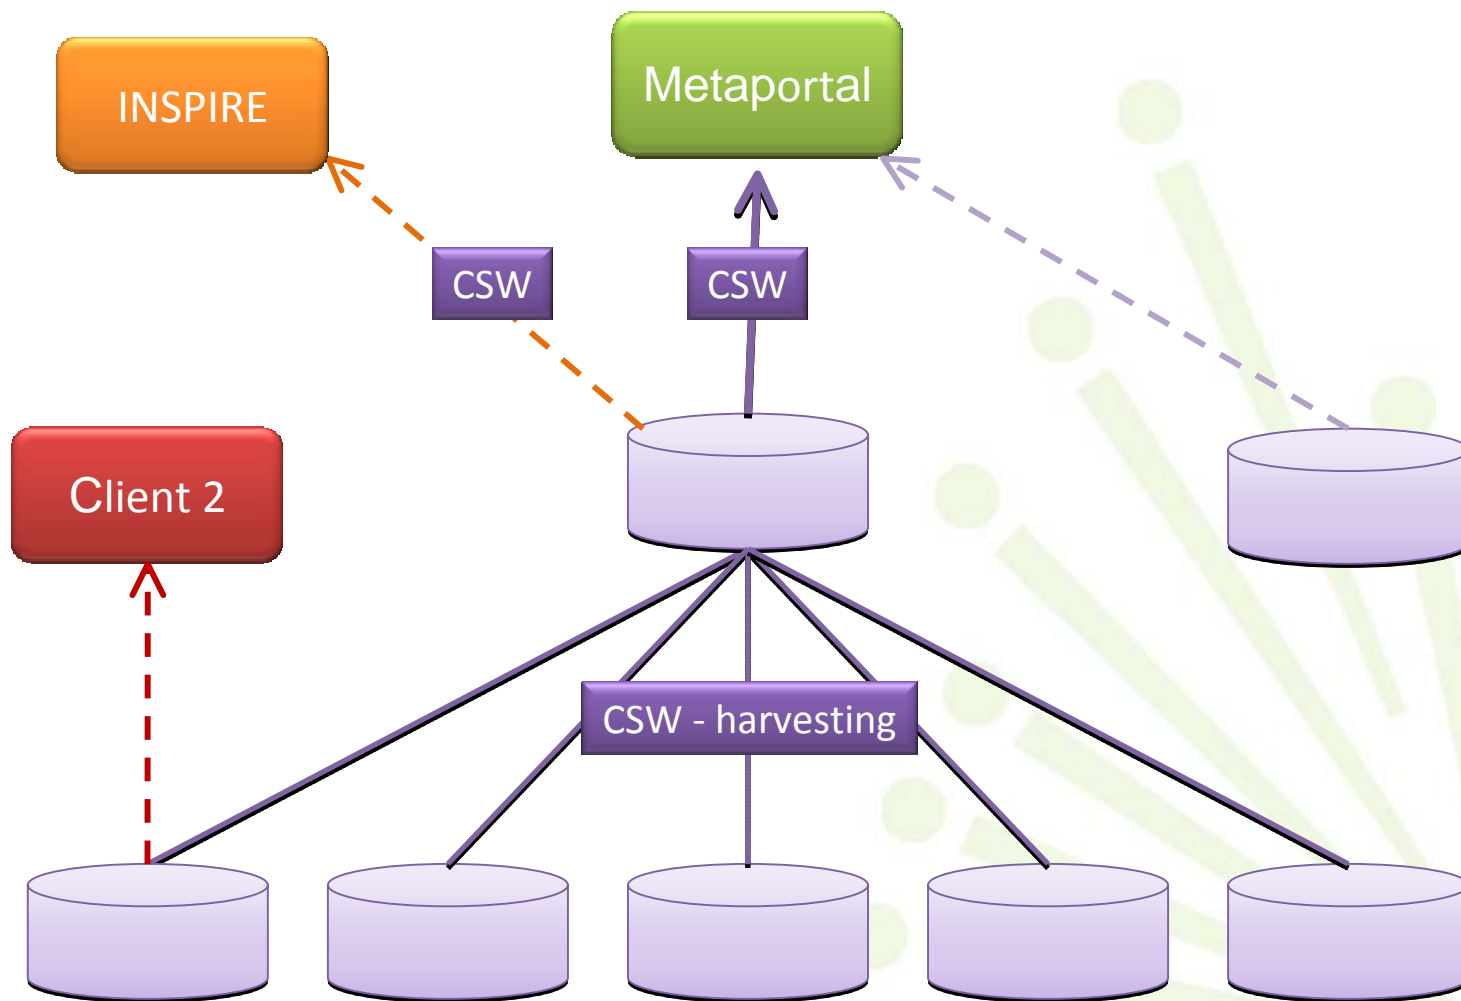 INSPIRE
Metaportal
CSW
CSW
Client 2
CSW - harvesting